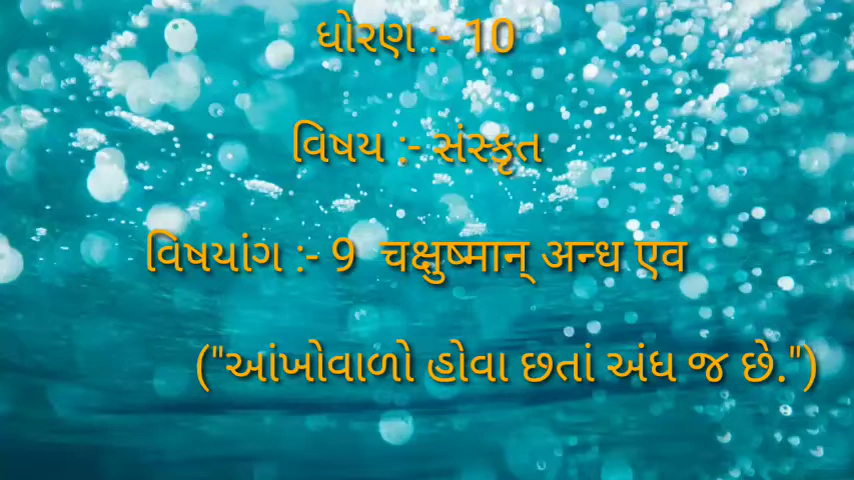 ધોરણ :- 10
વિષય :- સંસ્કૃત
વિષયાંગ :- 9 चक्षुष्मान् अन्ध एव
("આંખોવાળો હોવા છતાં અંધ જ છે.")